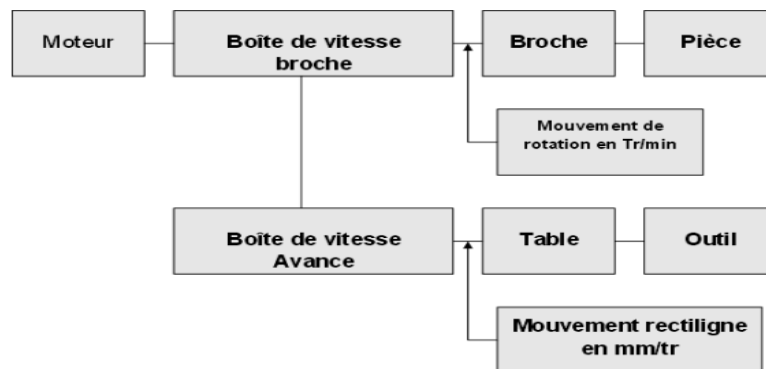 Moteur
Boîte de vitesse
broche
Broche
Pièce
Mouvement de
rotation en Tr/min
Boîte de vitesse
Avance
Table
Outil
Mouvement rectiligne
en mm/tr